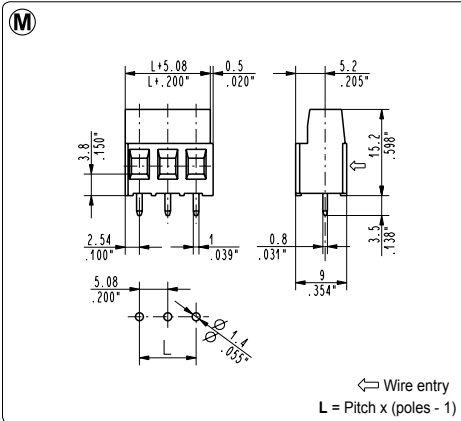 M
L+5.08
L+.200"
0.5
.020"
5.2
.205"
3.8
.150"
15.2
.598"
2.54
.100"
1
.039"
0.8
.031"
3.5
.138"
5.08
.200"
9
.354"
L
Ø 1.4
Ø .055"
Wire entry
L = Pitch x (poles - 1)